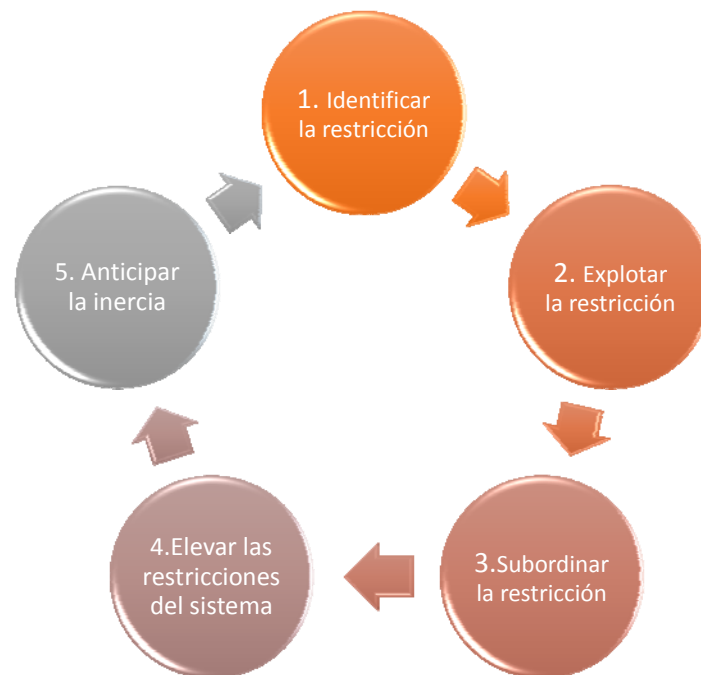 1. Identificar
la restricción
2. Explotar
la restricción
3.Subordinar
la restricción
4.Elevar las
restricciones
del sistema
5. Anticipar
la inercia